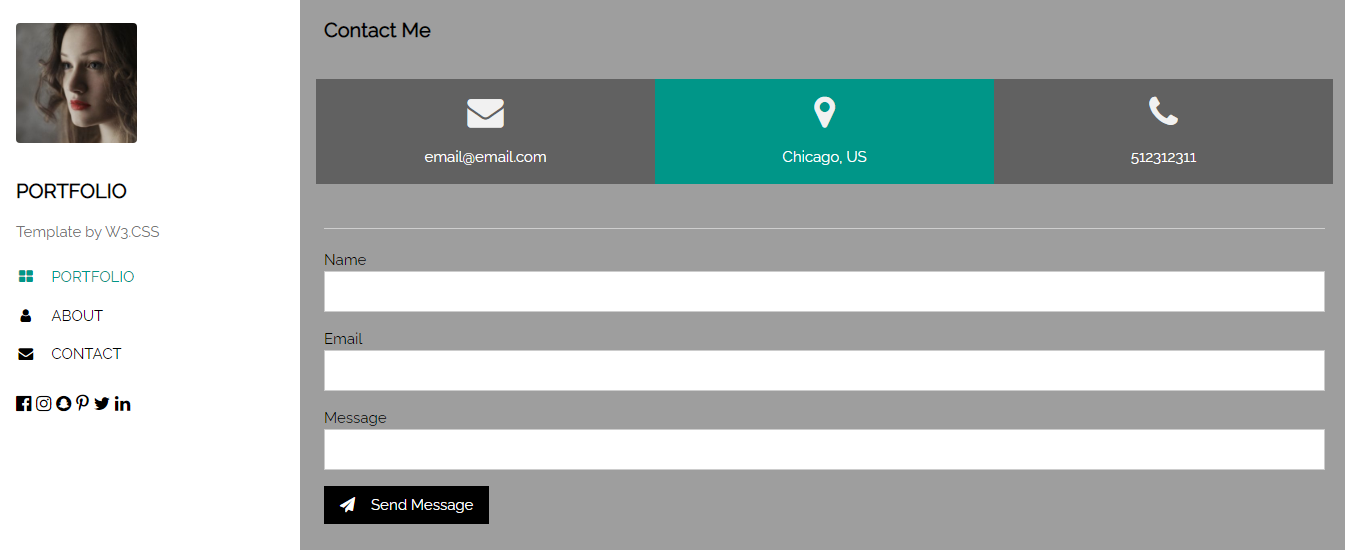 PORTFOLIO
Template by W3.CSS
PORTFOLIO
ABOUT
CONTACT
Contact Me
email@email.com
Chicago, US
512312311
Name
Email
Message
Send Message